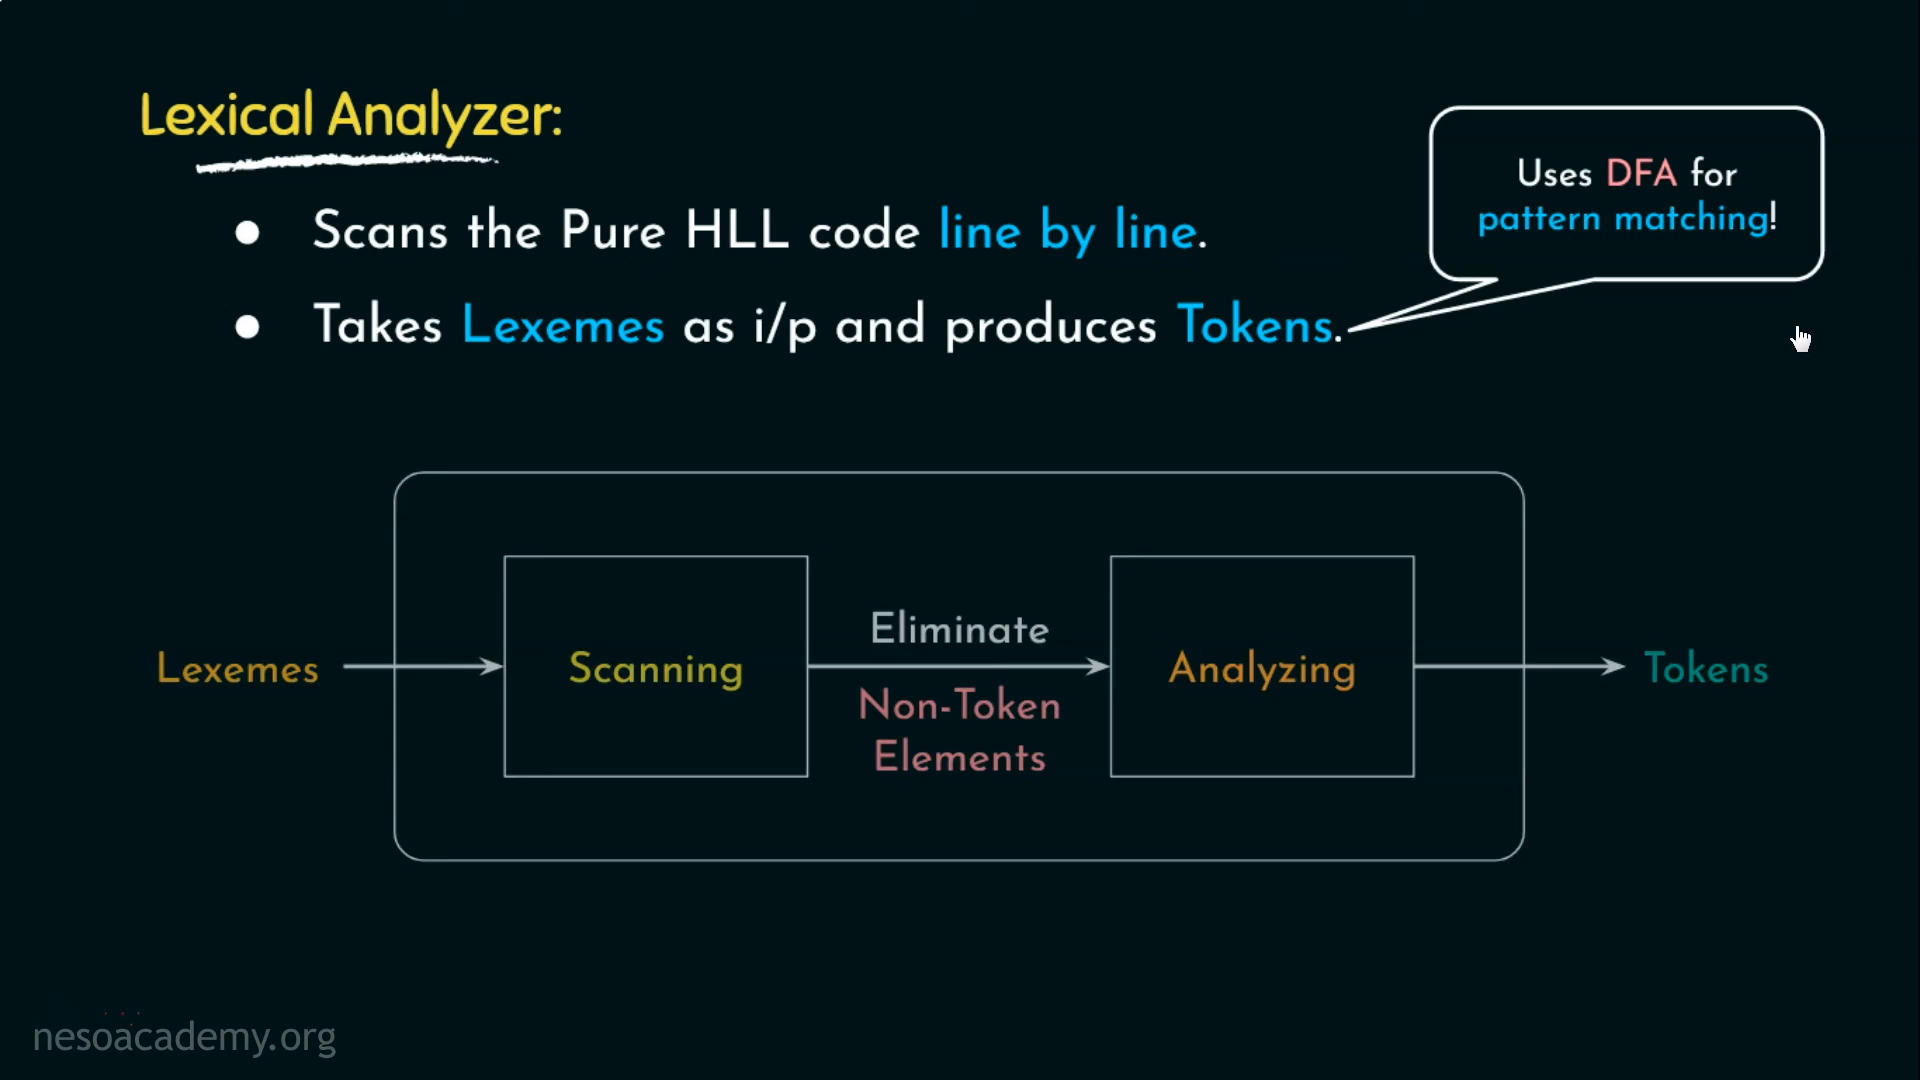 Lexical Analyzer:
Uses DFA for
pattern matching!
● Scans the Pure HLL code line by line.
● Takes Lexemes as i/p and produces Tokens.
Lexemes
Scanning
Eliminate
Non-Token
Elements
Analyzing
Tokens
nesoacademy.org